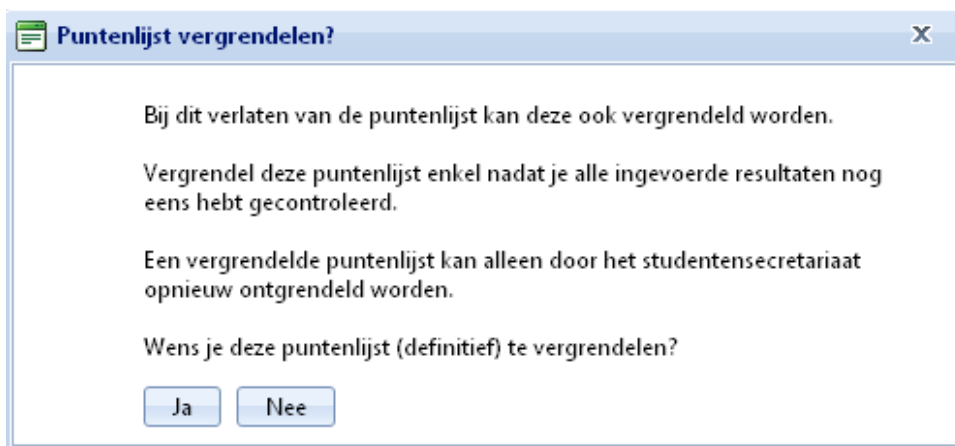 Puntenlijst vergrendelen?
Bij dit verlaten van de puntenlijst kan deze ook vergrendeld worden.
Vergrendel deze puntenlijst enkel nadat je alle ingevoerde resultaten nog
eens hebt gecontroleerd.
Een vergrendelde puntenlijst kan alleen door het studentensecretariaat
opnieuw ontgrendeld worden.
Wens je deze puntenlijst (definitief) te vergrendelen?
Ja Nee